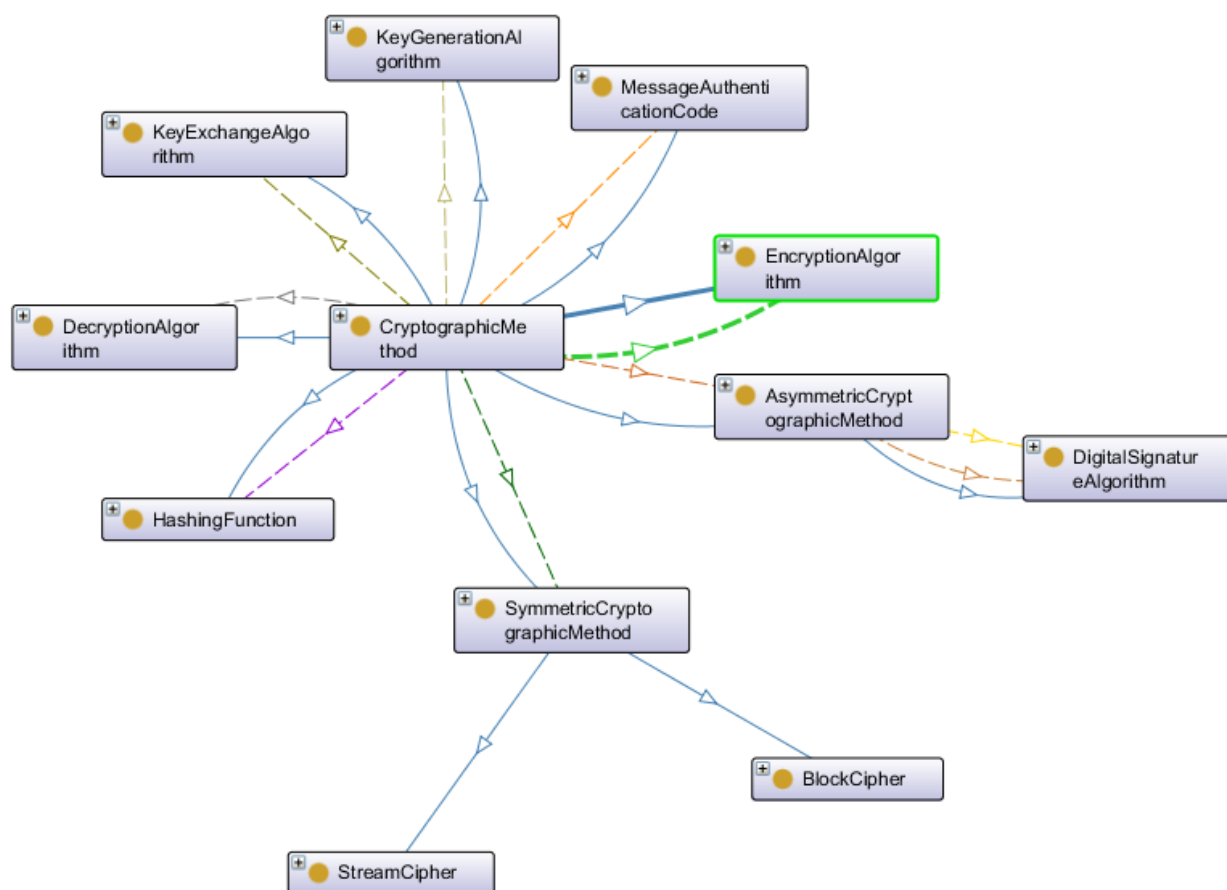 KeyGenerationAl
gorithm
MessageAuthenti
cationCode
KeyExchangeAlgo
rithm
EncryptionAlgor
ithm
DecryptionAlgor
ithm
CryptographicMe
thod
AsymmetricCrypt
ographicMethod
DigitalSignatur
eAlgorithm
HashingFunction
SymmetricCrypto
graphicMethod
BlockCipher
StreamCipher